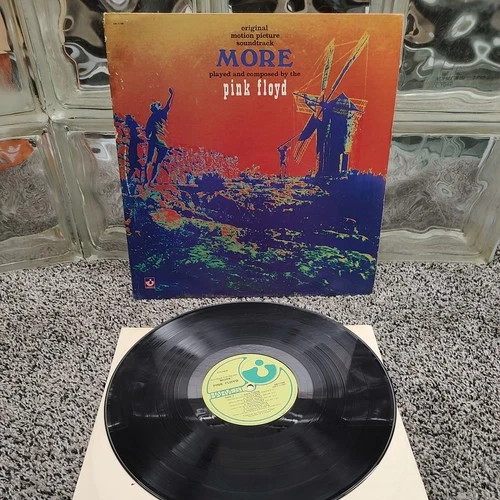 original
motion picture
soundtrack
MORE
played and composed by the
pink floyd